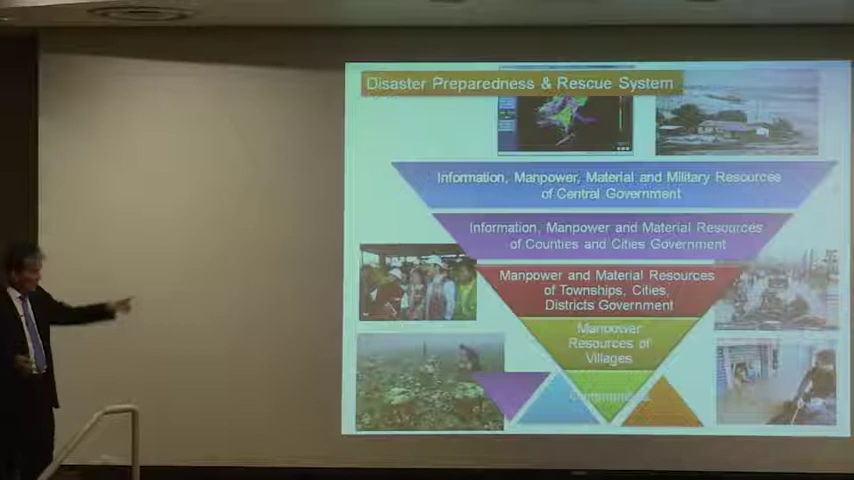 Disaster Preparedness & Rescue System
Information, Manpower, Material and Military Resources
of Central Government
Information, Manpower and Material Resources
of Counties and Cities Government
Manpower and Material Resources
of Townships, Cities,
Districts Government
Manpower
Resources of
Villages